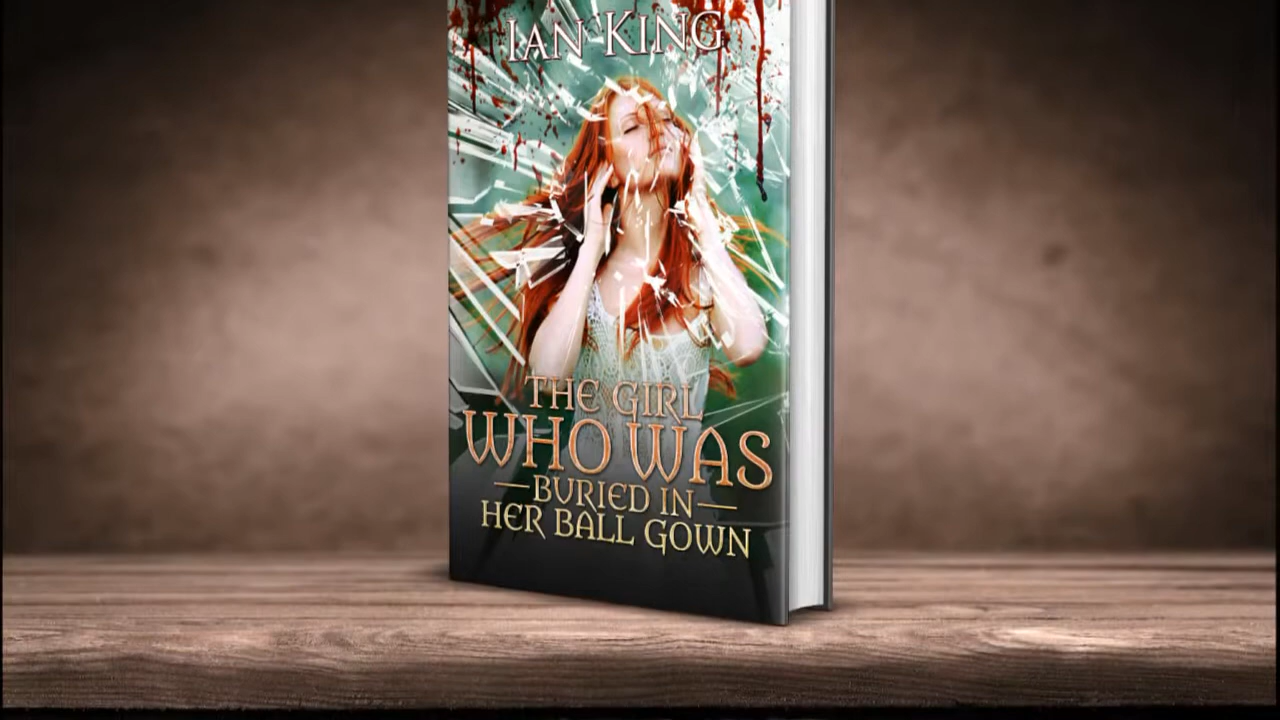 IAN KING
THE GIRL
WHO WAS
BURIED IN
HER BALL GOWN